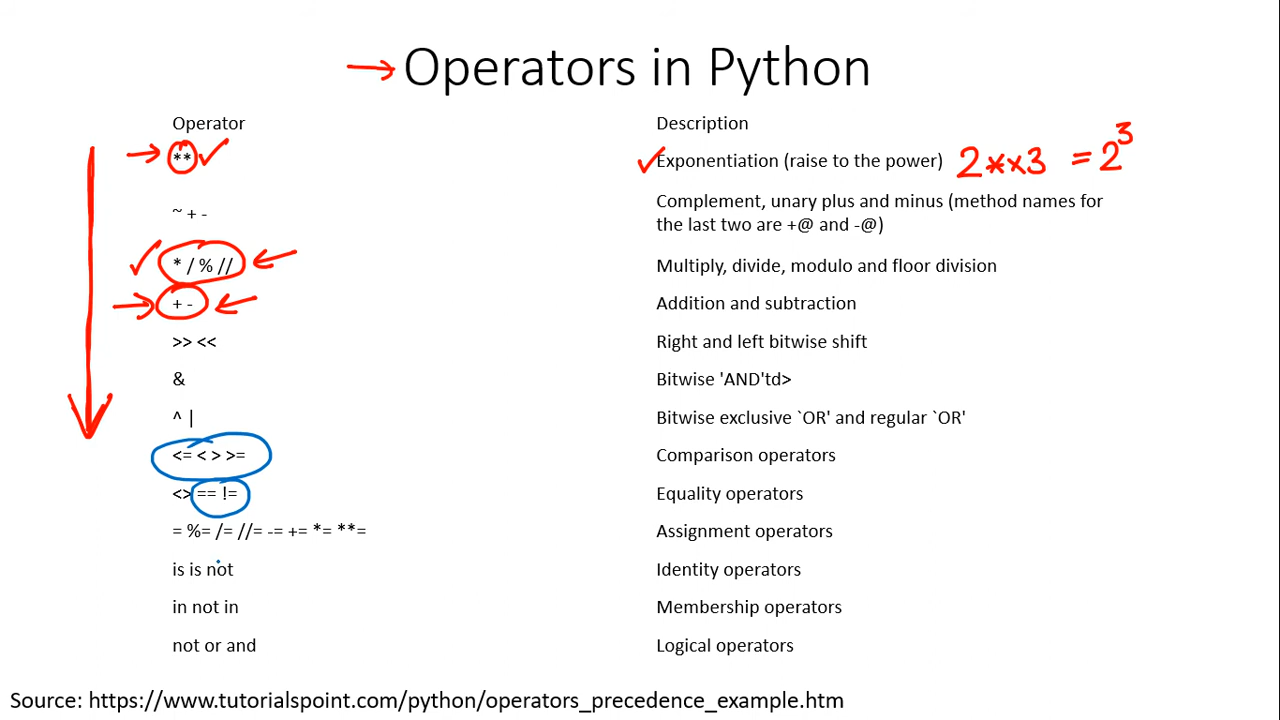 → Operators in Python
Operator Description
** Exponentiation (raise to the power) 2**3 = 2³
~ + - Complement, unary plus and minus (method names for
the last two are +@ and -@)
* / % // Multiply, divide, modulo and floor division
+ - Addition and subtraction
>> << Right and left bitwise shift
& Bitwise 'AND'td>
^ | Bitwise exclusive `OR' and regular `OR'
<= < > >= Comparison operators
<> == != Equality operators
= %= /= //= -= += *= **= Assignment operators
is is not Identity operators
in not in Membership operators
not or and Logical operators
Source: https://www.tutorialspoint.com/python/operators_precedence_example.htm